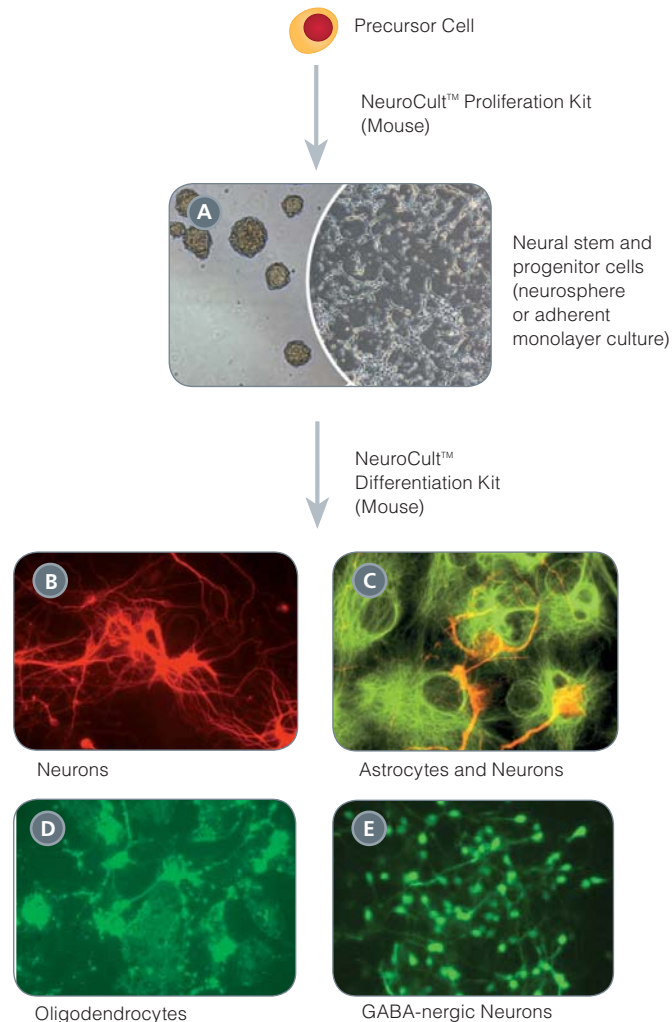 Precursor Cell
NeuroCult™ Proliferation Kit
(Mouse)
A
Neural stem and
progenitor cells
(neurosphere
or adherent
monolayer culture)
NeuroCult™
Differentiation Kit
(Mouse)
B
C
Neurons
Astrocytes and Neurons
D
E
Oligodendrocytes
GABA-nergic Neurons